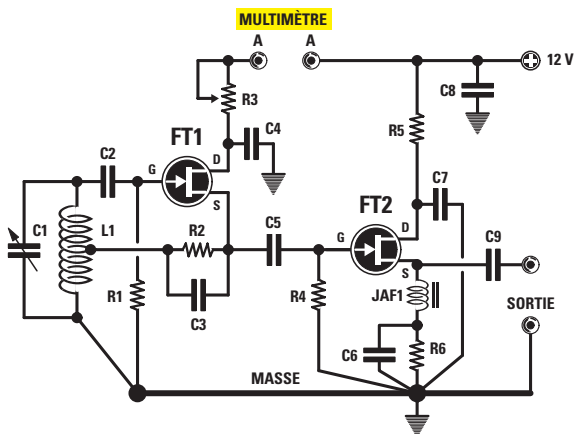 MULTIMÈTRE
A A
12 V
C8
R3
R5
FT1
C4
C2
D
G
S
C7
FT2
D
C1
L1
R2
C5
G
C9
S
R1
R4
JAF1
C3
SORTIE
C6
R6
MASSE